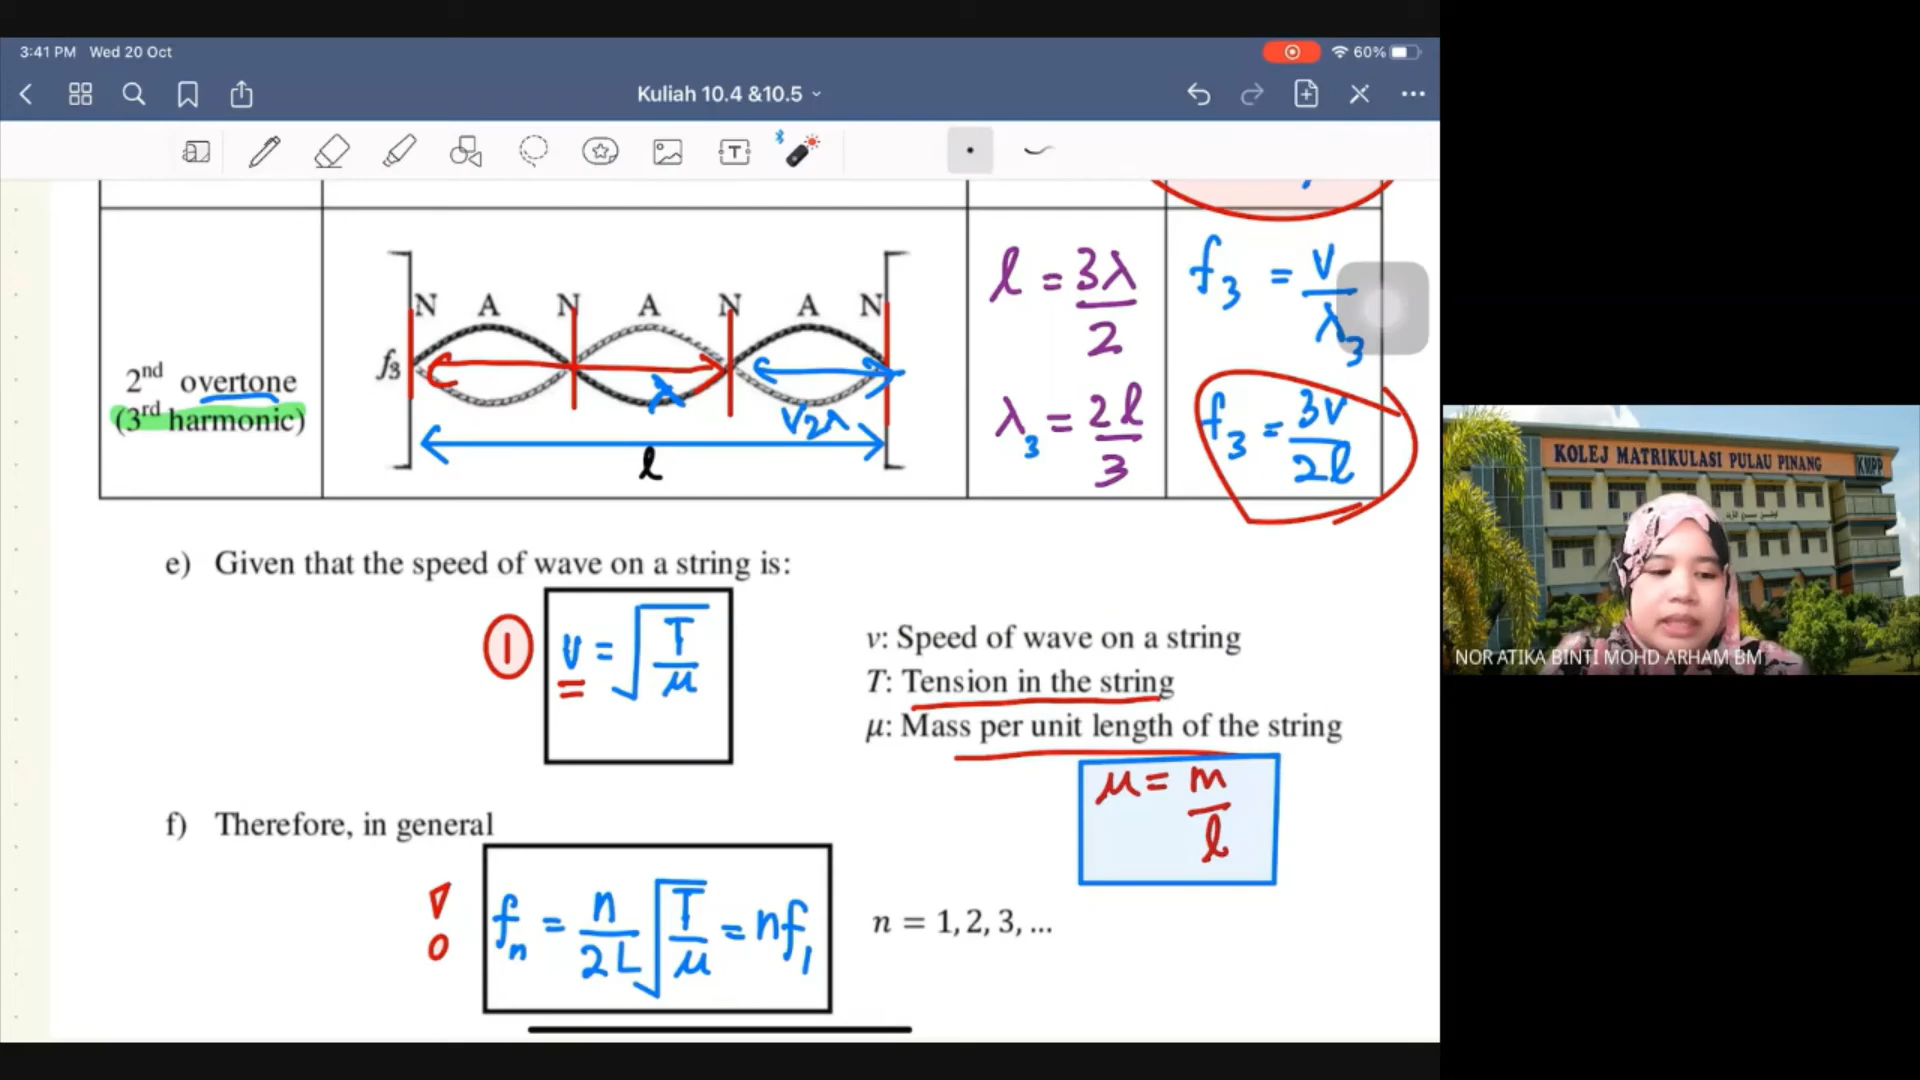 3:41 PM Wed 20 Oct
60%
Kuliah 10.4 &10.5
N A N A N A N
f₃
λ
½λ
l
2nd overtone
(3rd harmonic)
l = 3λ/2
λ₃ = 2l/3
f₃ = v/λ₃
f₃ = 3v/2l
e) Given that the speed of wave on a string is:
1
v = √(T/μ)
v: Speed of wave on a string
T: Tension in the string
μ: Mass per unit length of the string
μ = m/l
f) Therefore, in general
fₙ = n/2L √(T/μ) = nf₁
n = 1, 2, 3, ...
KOLEJ MATRIKULASI PULAU PINANG
KMPP
NOR ATIKA BINTI MOHD ARHAM BM